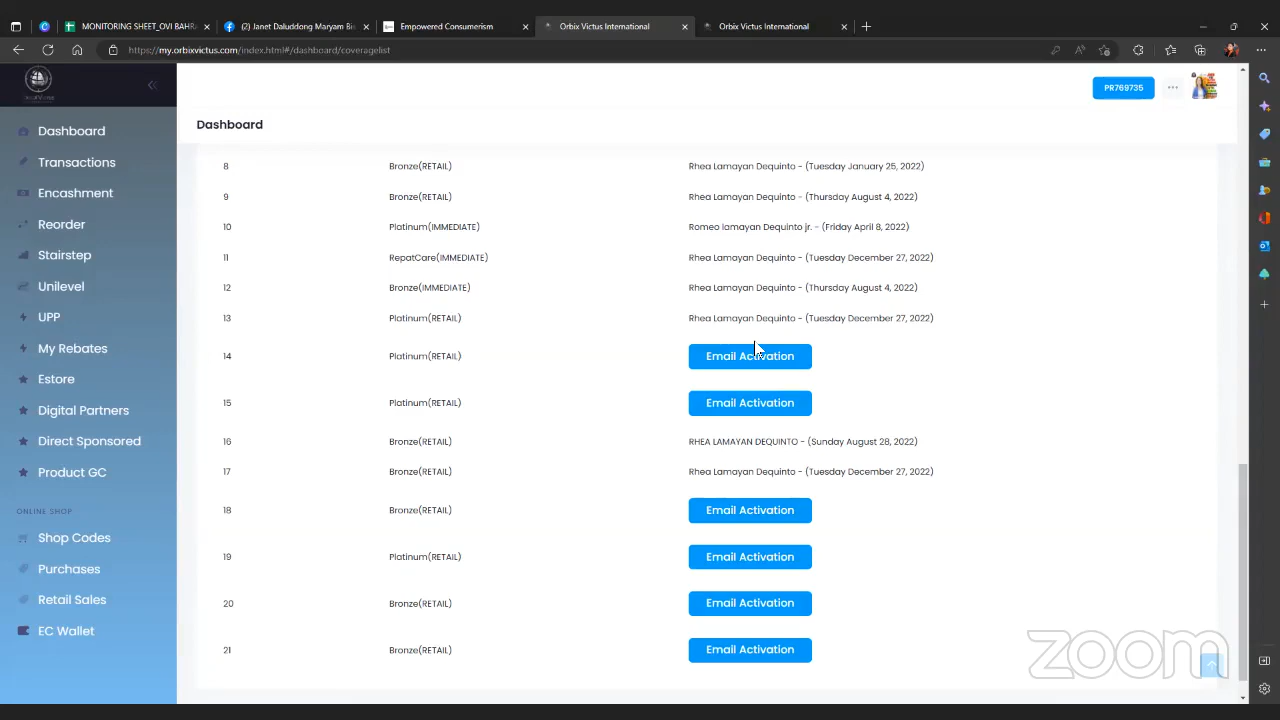 MONITORING SHEET_OVI BAHRA
(2) Janet Daluddong Maryam Bi
Empowered Consumerism
Orbix Victus International
Orbix Victus International
https://my.orbixvictus.com/index.html#/dashboard/coveragelist
PR769735
Dashboard
Dashboard
Transactions
Encashment
Reorder
Stairstep
Unilevel
UPP
My Rebates
Estore
Digital Partners
Direct Sponsored
Product GC
ONLINE SHOP
Shop Codes
Purchases
Retail Sales
EC Wallet
8 Bronze(RETAIL) Rhea Lamayan Dequinto - (Tuesday January 25, 2022)
9 Bronze(RETAIL) Rhea Lamayan Dequinto - (Thursday August 4, 2022)
10 Platinum(IMMEDIATE) Romeo lamayan Dequinto jr. - (Friday April 8, 2022)
11 RepatCare(IMMEDIATE) Rhea Lamayan Dequinto - (Tuesday December 27, 2022)
12 Bronze(IMMEDIATE) Rhea Lamayan Dequinto - (Thursday August 4, 2022)
13 Platinum(RETAIL) Rhea Lamayan Dequinto - (Tuesday December 27, 2022)
14 Platinum(RETAIL) Email Activation
15 Platinum(RETAIL) Email Activation
16 Bronze(RETAIL) RHEA LAMAYAN DEQUINTO - (Sunday August 28, 2022)
17 Bronze(RETAIL) Rhea Lamayan Dequinto - (Tuesday December 27, 2022)
18 Bronze(RETAIL) Email Activation
19 Platinum(RETAIL) Email Activation
20 Bronze(RETAIL) Email Activation
21 Bronze(RETAIL) Email Activation
zoom